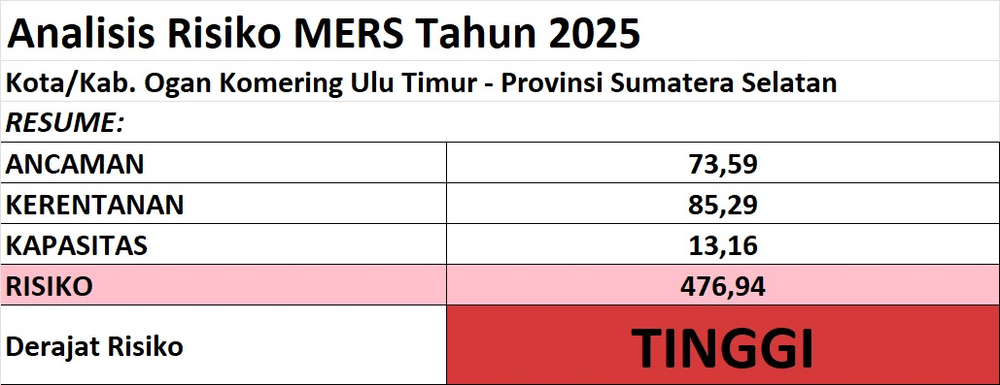 Analisis Risiko MERS Tahun 2025
Kota/Kab. Ogan Komering Ulu Timur - Provinsi Sumatera Selatan
RESUME:
ANCAMAN 73,59
KERENTANAN 85,29
KAPASITAS 13,16
RISIKO 476,94
Derajat Risiko TINGGI